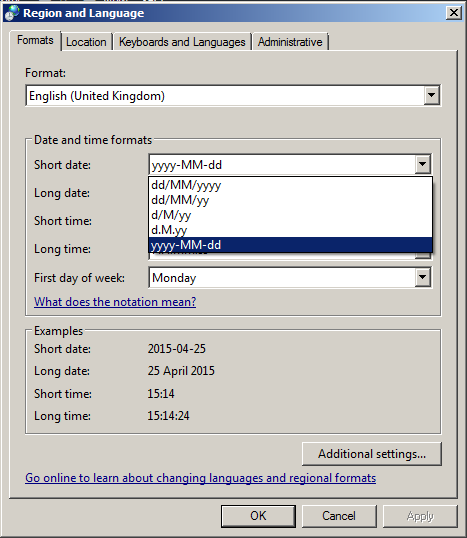 Region and Language
Formats Location Keyboards and Languages Administrative
Format:
English (United Kingdom)
Date and time formats
Short date: yyyy-MM-dd
dd/MM/yyyy
Long date:
dd/MM/yy
d/M/yy
Short time:
d.M.yy
yyyy-MM-dd
Long time:
First day of week: Monday
What does the notation mean?
Examples
Short date: 2015-04-25
Long date: 25 April 2015
Short time: 15:14
Long time: 15:14:24
Additional settings...
Go online to learn about changing languages and regional formats
OK Cancel Apply